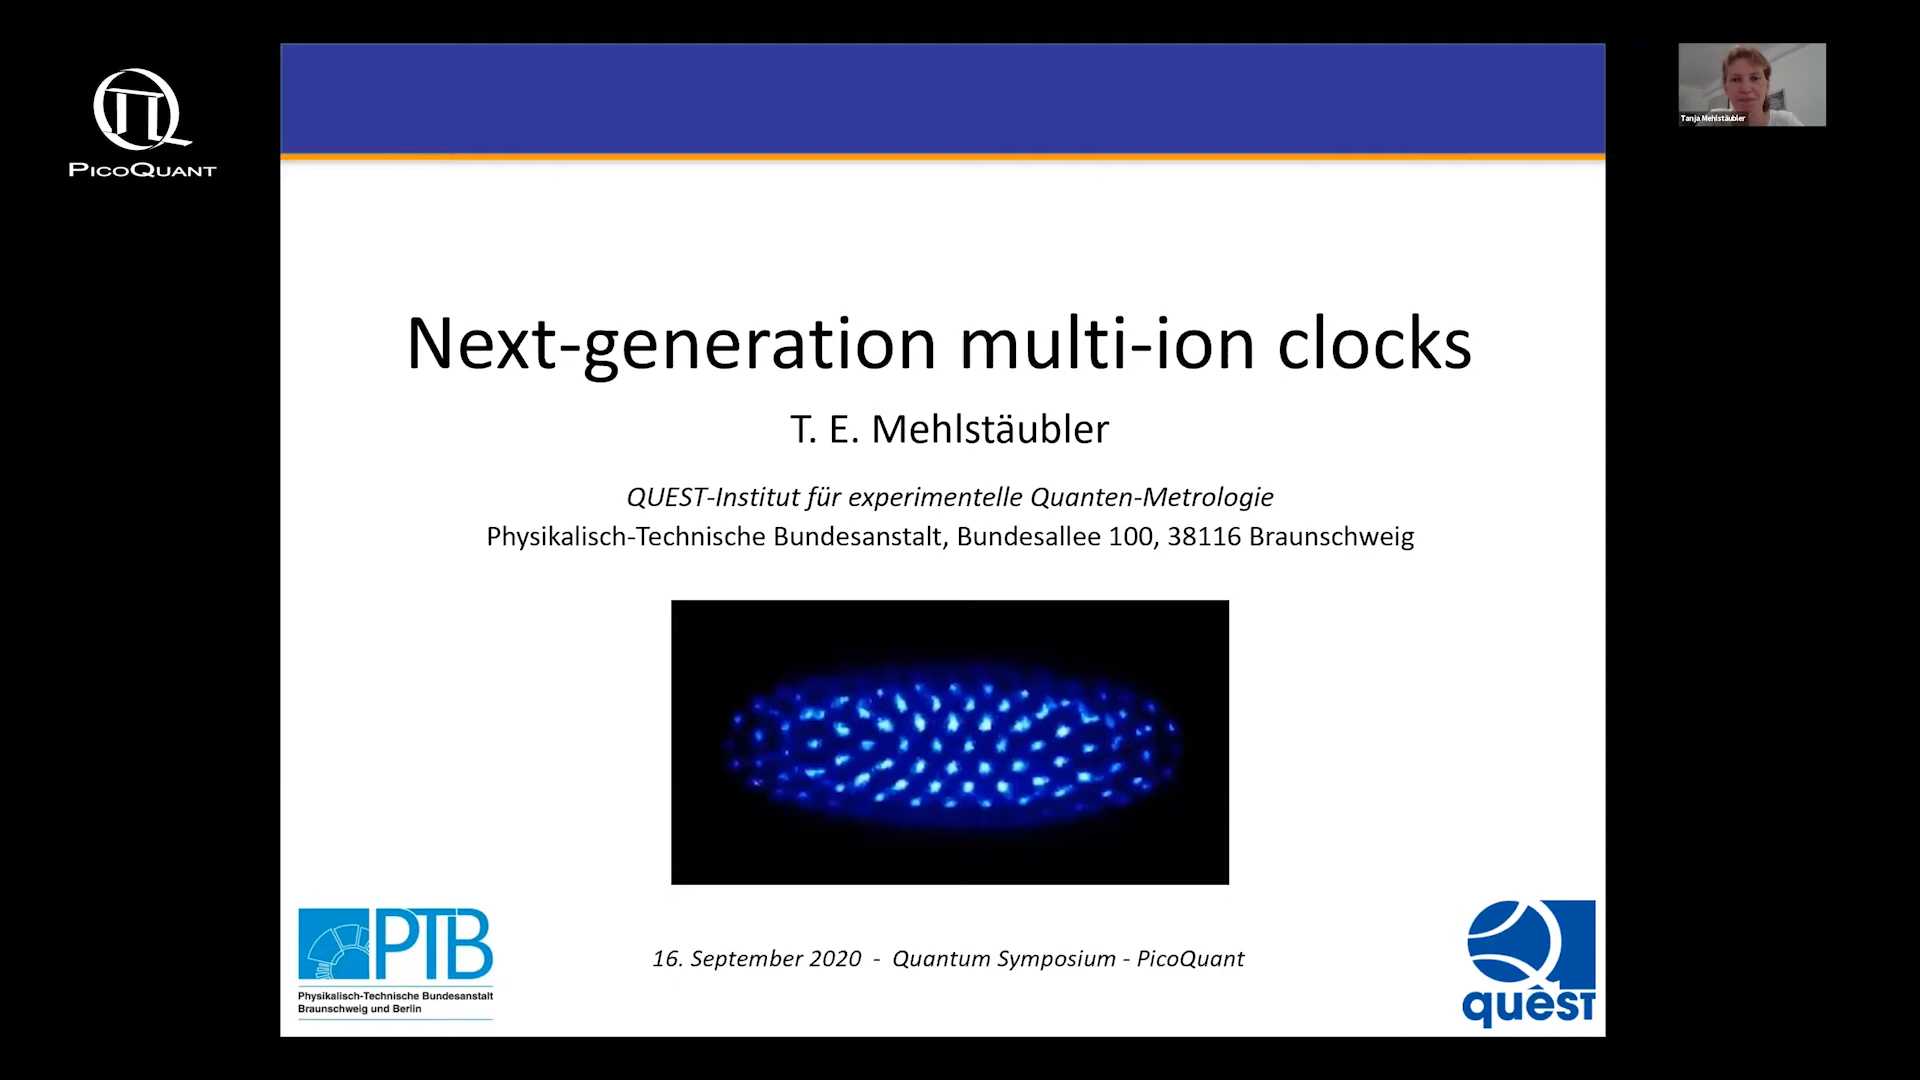 PICOQUANT
Tanja Mehlstäubler
Next-generation multi-ion clocks
T. E. Mehlstäubler
QUEST-Institut für experimentelle Quanten-Metrologie
Physikalisch-Technische Bundesanstalt, Bundesallee 100, 38116 Braunschweig
PTB
Physikalisch-Technische Bundesanstalt
Braunschweig und Berlin
16. September 2020 - Quantum Symposium - PicoQuant
quêst